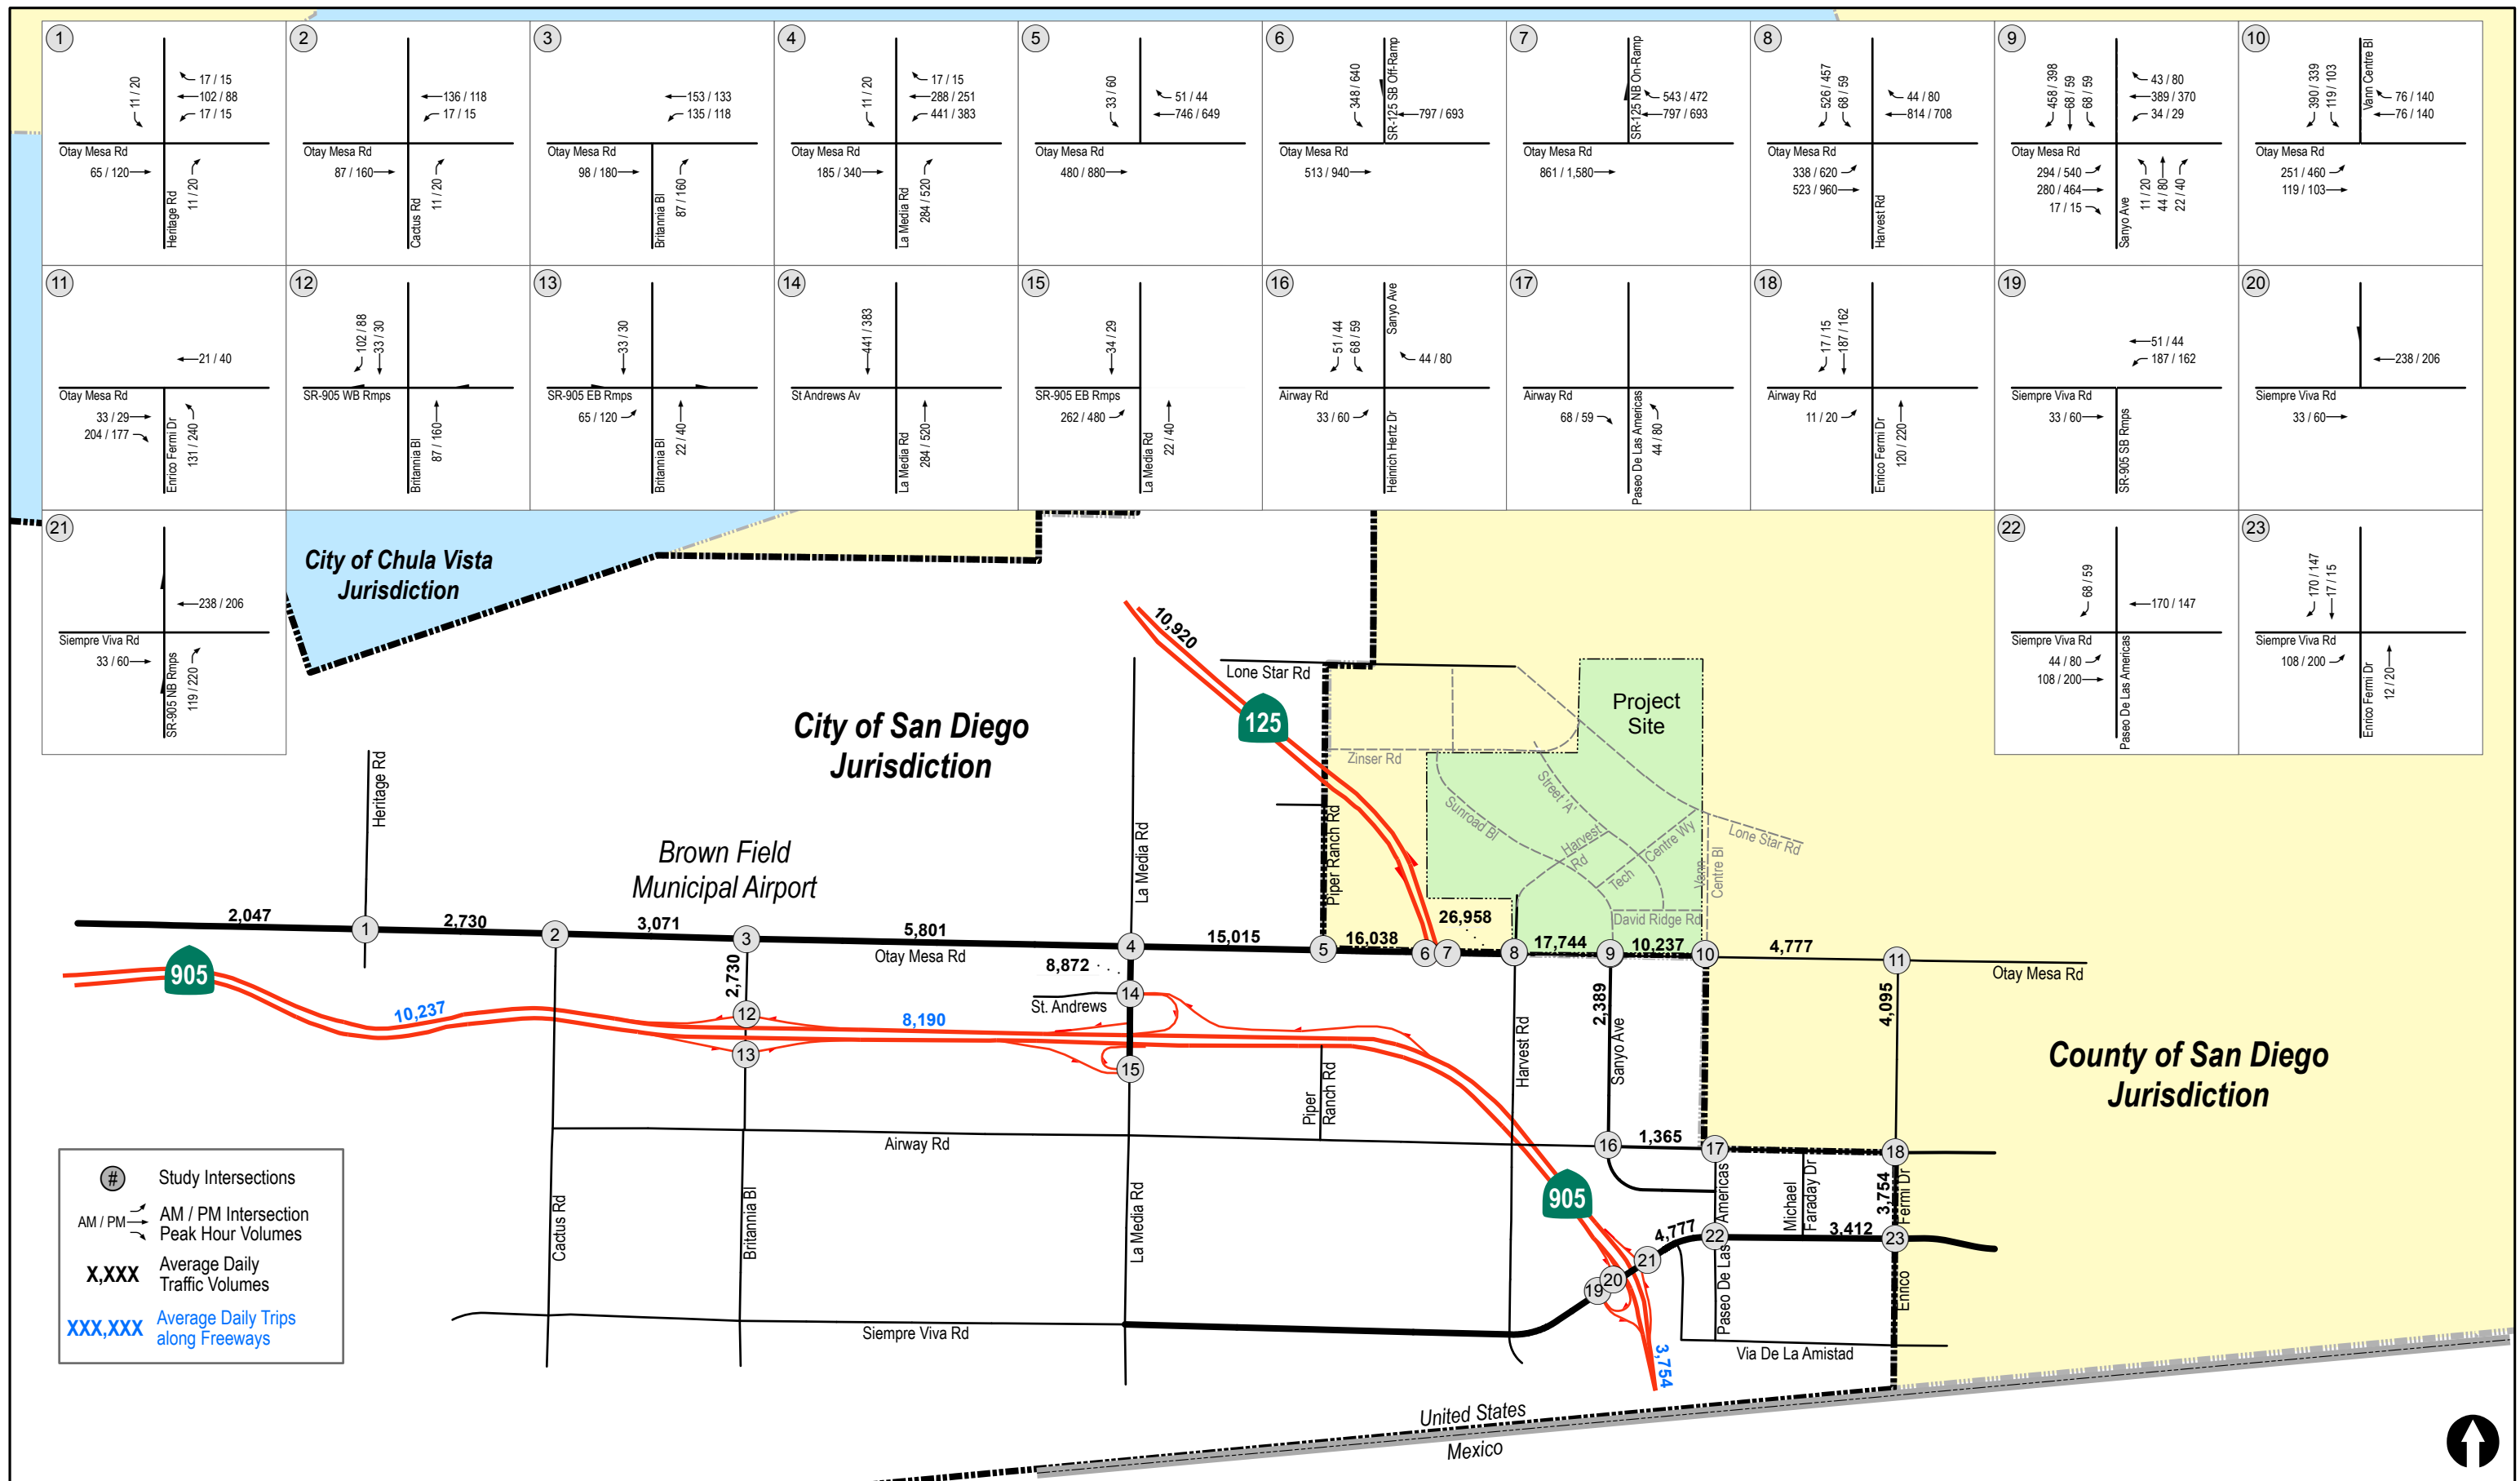 1
11 / 20
17 / 15
102 / 88
17 / 15
Otay Mesa Rd
65 / 120
Heritage Rd
11 / 20
2
136 / 118
17 / 15
Otay Mesa Rd
87 / 160
Cactus Rd
11 / 20
3
153 / 133
135 / 118
Otay Mesa Rd
98 / 180
Britannia Bl
87 / 160
4
11 / 20
17 / 15
288 / 251
441 / 383
Otay Mesa Rd
185 / 340
La Media Rd
284 / 520
5
33 / 60
51 / 44
746 / 649
Otay Mesa Rd
480 / 880
6
348 / 640
SR-125 SB Off-Ramp
797 / 693
Otay Mesa Rd
513 / 940
7
SR-125 NB On-Ramp
543 / 472
797 / 693
Otay Mesa Rd
861 / 1,580
8
526 / 457
68 / 59
44 / 80
814 / 708
Otay Mesa Rd
338 / 620
523 / 960
Harvest Rd
9
458 / 398
68 / 59
68 / 59
43 / 80
389 / 370
34 / 29
Otay Mesa Rd
294 / 540
280 / 464
17 / 15
Sanyo Ave
11 / 20
44 / 80
22 / 40
10
390 / 339
119 / 103
Vann Centre Bl
76 / 140
76 / 140
Otay Mesa Rd
251 / 460
119 / 103
11
21 / 40
Otay Mesa Rd
33 / 29
204 / 177
Enrico Fermi Dr
131 / 240
12
102 / 88
33 / 30
SR-905 WB Rmps
Britannia Bl
87 / 160
13
33 / 30
SR-905 EB Rmps
65 / 120
Britannia Bl
22 / 40
14
441 / 383
St Andrews Av
La Media Rd
284 / 520
15
34 / 29
SR-905 EB Rmps
262 / 480
La Media Rd
22 / 40
16
51 / 44
68 / 59
Sanyo Ave
44 / 80
Airway Rd
33 / 60
Heinrich Hertz Dr
17
Airway Rd
68 / 59
Paseo De Las Americas
44 / 80
18
17 / 15
187 / 162
Airway Rd
11 / 20
Enrico Fermi Dr
120 / 220
19
51 / 44
187 / 162
Siempre Viva Rd
33 / 60
SR-905 SB Rmps
20
238 / 206
Siempre Viva Rd
33 / 60
21
238 / 206
Siempre Viva Rd
33 / 60
SR-905 NB Rmps
119 / 220
22
68 / 59
170 / 147
Siempre Viva Rd
44 / 80
108 / 200
Paseo De Las Americas
23
170 / 147
17 / 15
Siempre Viva Rd
108 / 200
Enrico Fermi Dr
12 / 20
City of Chula Vista
Jurisdiction
City of San Diego
Jurisdiction
Brown Field
Municipal Airport
County of San Diego
Jurisdiction
10,920
125
Lone Star Rd
Project
Site
Zinser Rd
Sunroad Bl
Street 'A'
Harvest
Rd
Tech
Centre Wy
Lone Star Rd
Vann
Centre Bl
David Ridge Rd
Heritage Rd
La Media Rd
Piper Ranch Rd
2,047
1
2,730
2
3,071
3
5,801
Otay Mesa Rd
4
15,015
5
16,038
6
7
26,958
8
17,744
9
10,237
10
4,777
11
Otay Mesa Rd
905
10,237
2,730
12
13
8,190
8,872
14
St. Andrews
15
Piper
Ranch Rd
Harvest Rd
2,389
Sanyo Ave
4,095
Airway Rd
16
1,365
17
18
905
Cactus Rd
Britannia Bl
La Media Rd
Paseo De Las
Americas
Michael
Faraday Dr
3,754
Enrico
Fermi Dr
4,777
22
3,412
23
21
20
19
Siempre Viva Rd
3,754
Via De La Amistad
United States
Mexico
#
Study Intersections
AM / PM
AM / PM Intersection
Peak Hour Volumes
X,XXX
Average Daily
Traffic Volumes
XXX,XXX
Average Daily Trips
along Freeways